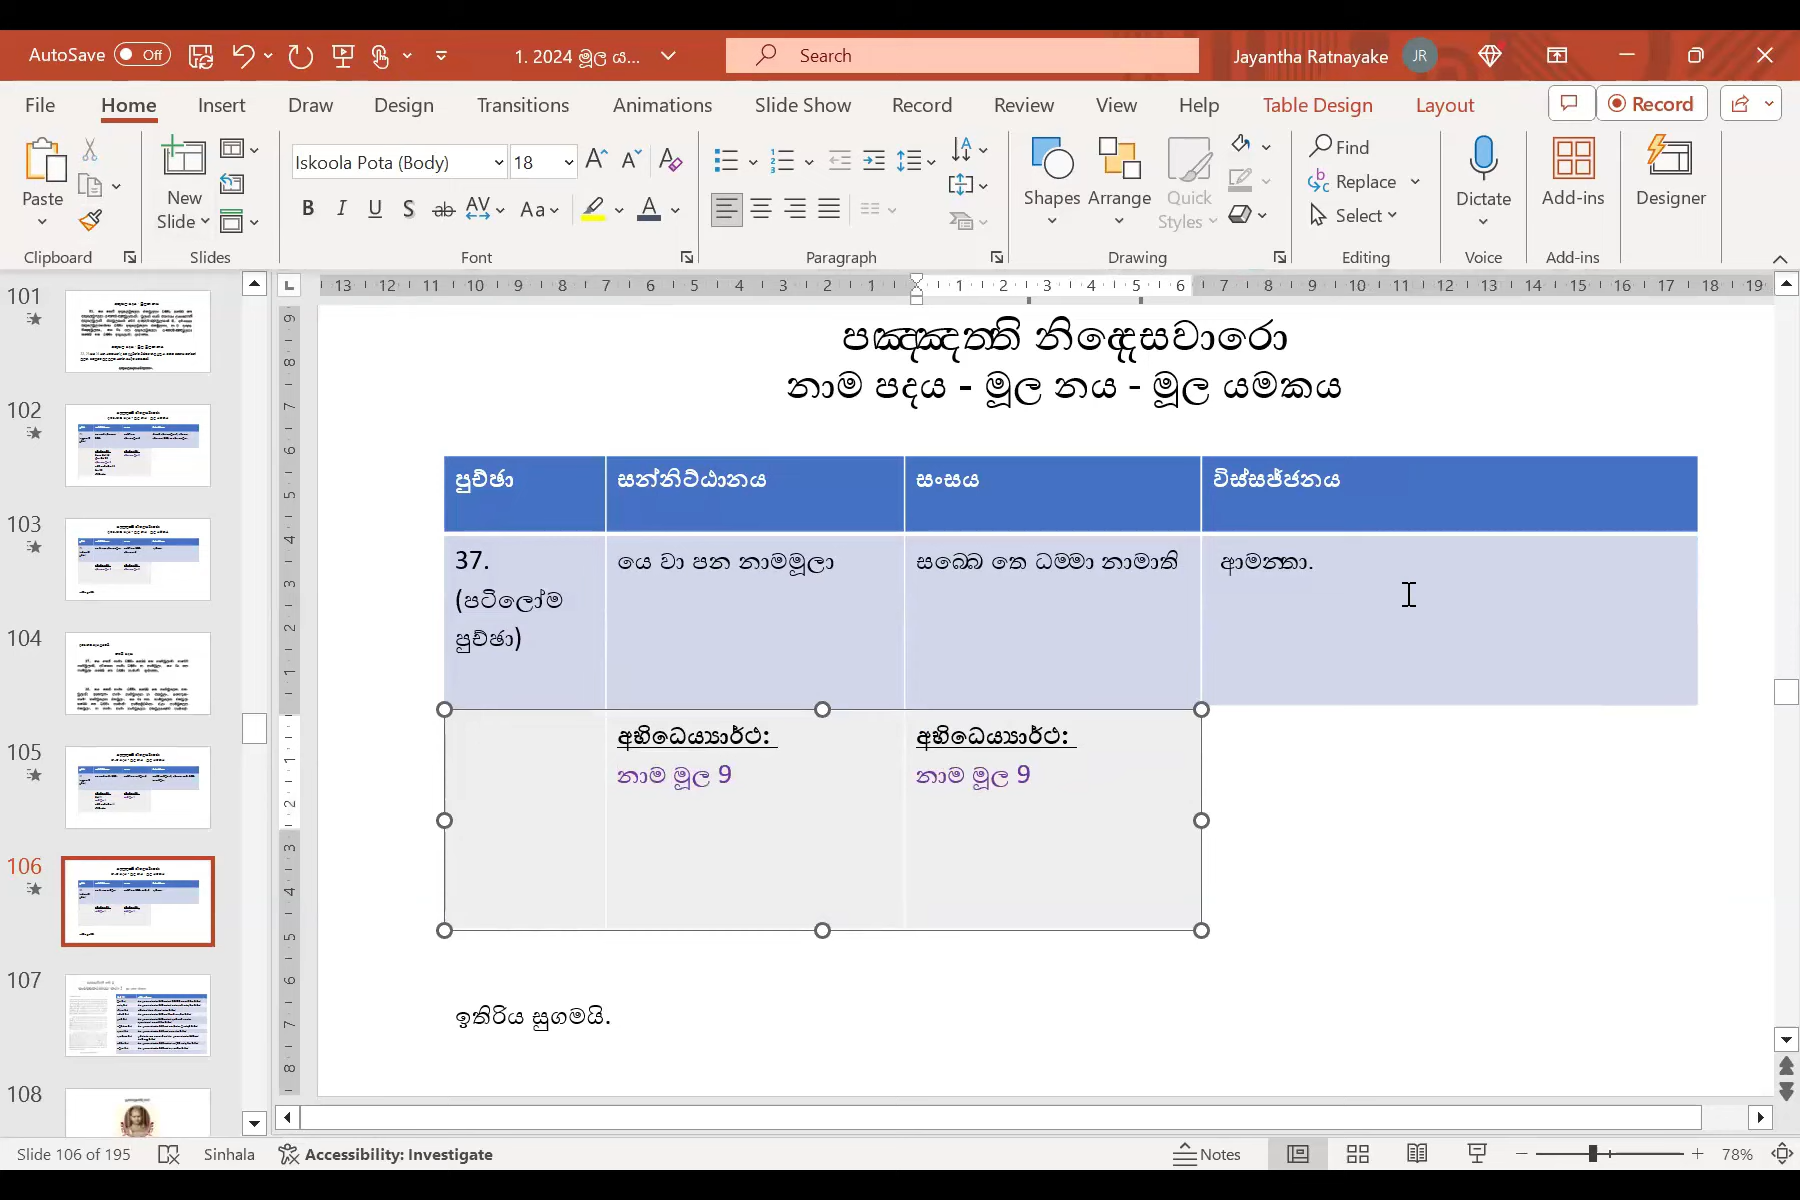 AutoSave Off 1. 2024 මූල ය... Search Jayantha Ratnayake JR
File Home Insert Draw Design Transitions Animations Slide Show Record Review View Help Table Design Layout Record
Paste New Slide Iskoola Pota (Body) 18 Shapes Arrange Quick Styles Find Replace Select Dictate Add-ins Designer
Clipboard Slides Font Paragraph Drawing Editing Voice Add-ins
101
102
103
104
105
106
107
108
පඤ්ඤත්ති නිද්දෙසවාරො
නාම පදය - මූල නය - මූල යමකය
පුච්ඡා සන්නිට්ඨානය සංසය විස්සජ්ජනය
37. යෙ වා පන නාමමූලා සබ්බෙ තෙ ධම්මා නාමාති ආමන්තා.
(පටිලෝම
පුච්ඡා)
අභිධෙය්‍යාර්ථ: අභිධෙය්‍යාර්ථ:
නාම මූල 9 නාම මූල 9
ඉතිරිය සුගමයි.
Slide 106 of 195 Sinhala Accessibility: Investigate Notes 78%